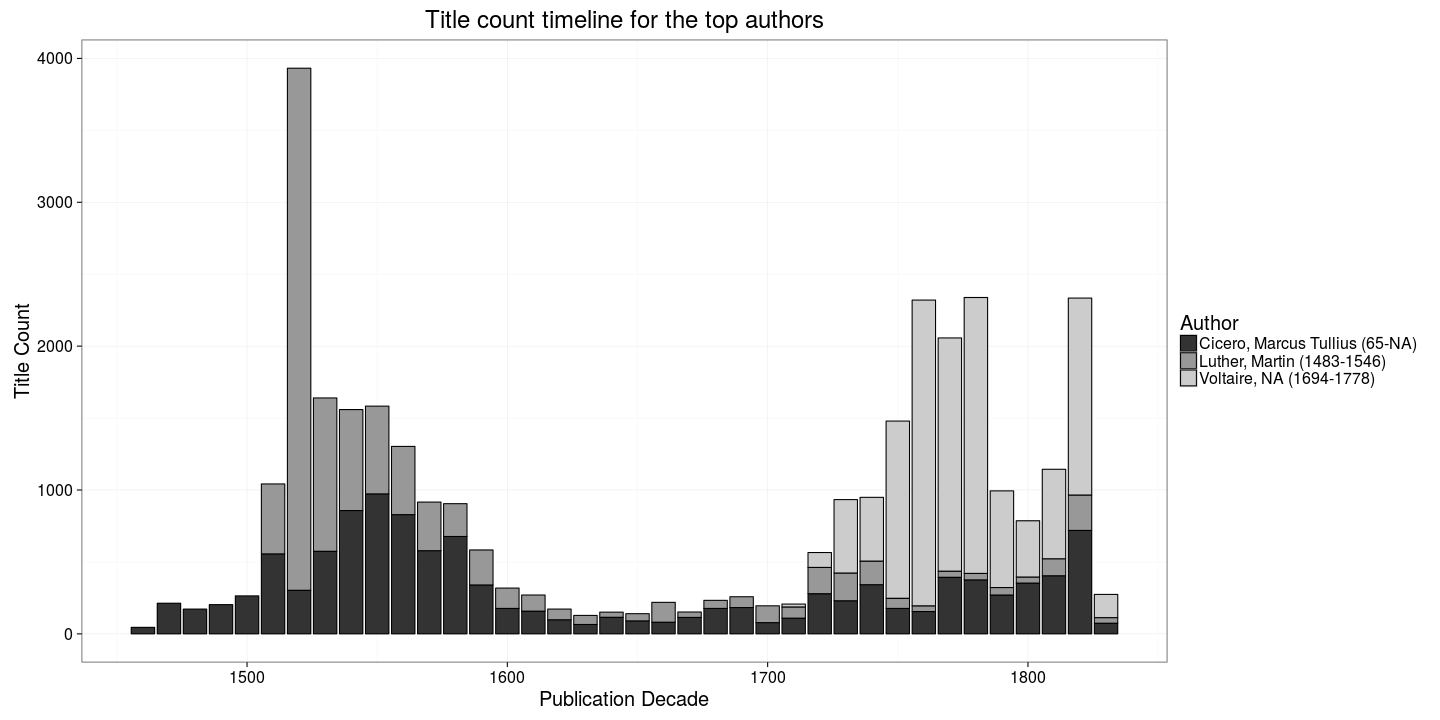 Title count timeline for the top authors
4000
3000
2000
1000
0
Title Count
1500
1600
1700
1800
Publication Decade
Author
Cicero, Marcus Tullius (65-NA)
Luther, Martin (1483-1546)
Voltaire, NA (1694-1778)